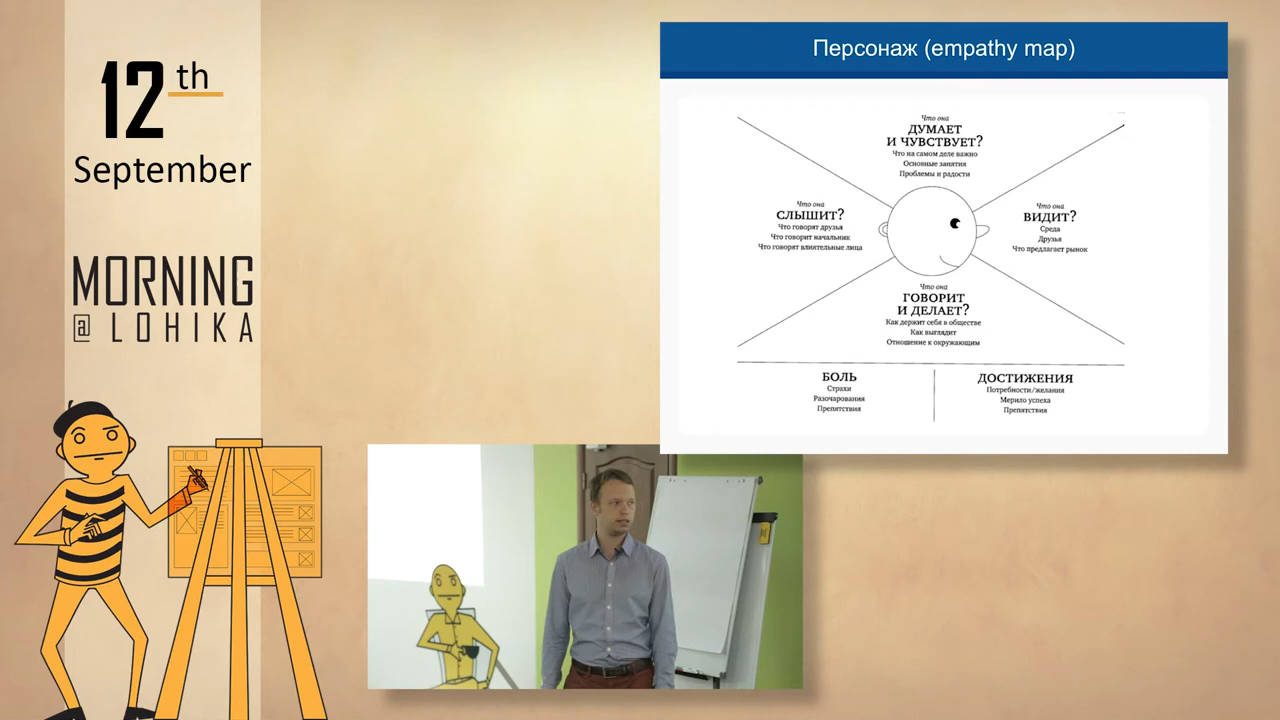 12th
September
MORNING
@ LOHIKA
Персонаж (empathy map)
Что она
ДУМАЕТ
И ЧУВСТВУЕТ?
Что на самом деле важно
Основные занятия
Проблемы и радости
Что она
СЛЫШИТ?
Что говорят друзья
Что говорит начальник
Что говорят влиятельные лица
Что она
ВИДИТ?
Среда
Друзья
Что предлагает рынок
Что она
ГОВОРИТ
И ДЕЛАЕТ?
Как держит себя в обществе
Как выглядит
Отношение к окружающим
БОЛЬ
Страхи
Разочарования
Препятствия
ДОСТИЖЕНИЯ
Потребности/желания
Мерило успеха
Препятствия